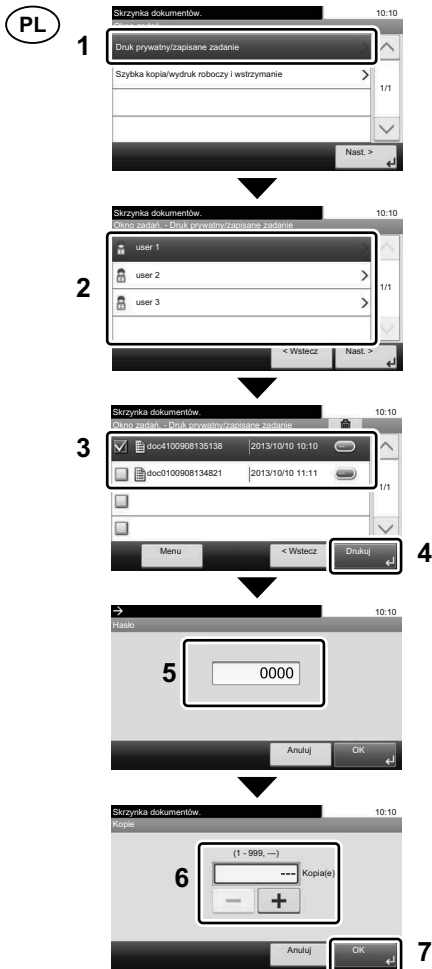 PL
Skrzynka dokumentów. 10:10
Okno zadań.
1
Druk prywatny/zapisane zadanie
Szybka kopia/wydruk roboczy i wstrzymanie
1/1
Nast. >
Skrzynka dokumentów. 10:10
Okno zadań. - Druk prywatny/zapisane zadanie
user 1
2
user 2
1/1
user 3
< Wstecz Nast. >
Skrzynka dokumentów. 10:10
Okno zadań. - Druk prywatny/zapisane zadanie
3
doc4100908135138 2013/10/10 10:10
doc0100908134821 2013/10/10 11:11
1/1
Menu < Wstecz Drukuj
4
10:10
Hasło
5
0000
Anuluj OK
Skrzynka dokumentów. 10:10
Kopie
(1 - 999, ---)
6
--- Kopia(e)
Anuluj OK
7